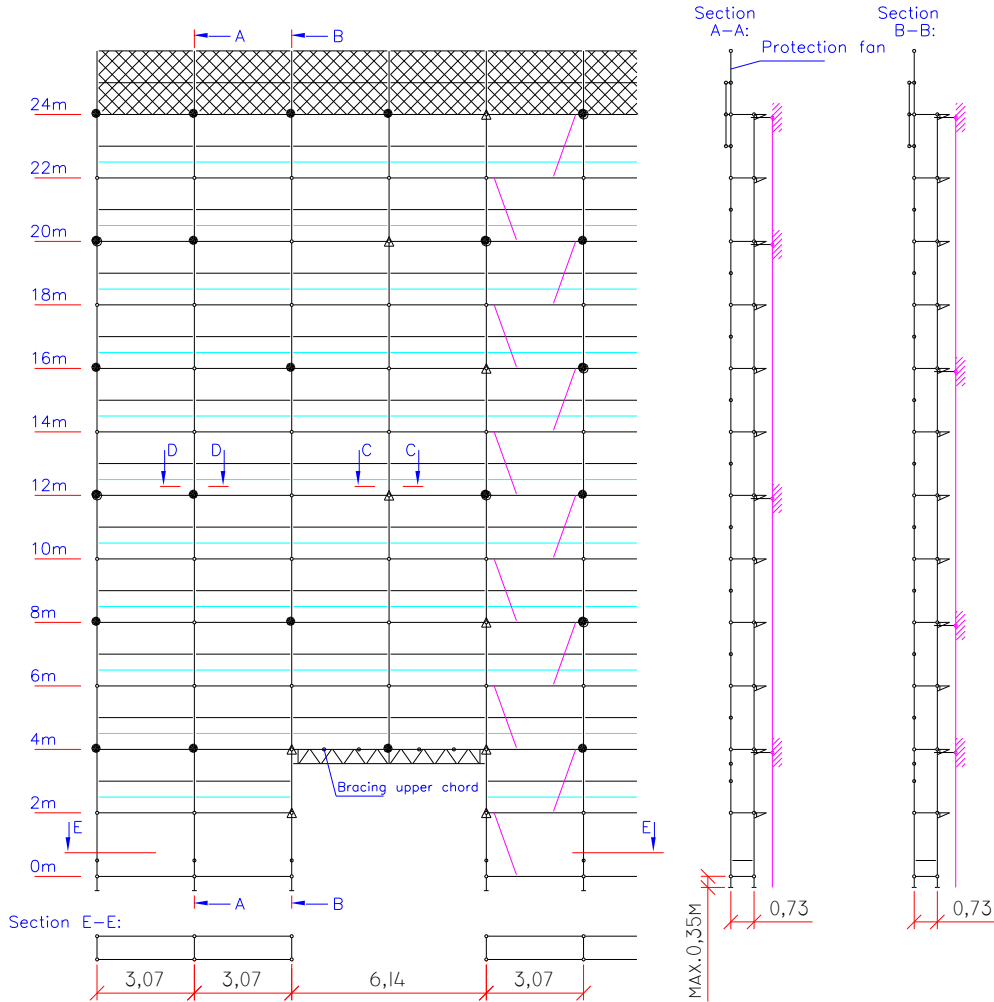 Section
A-A:
Section
B-B:
Protection fan
A
B
24m
22m
20m
18m
16m
14m
D
D
C
C
12m
10m
8m
6m
4m
Bracing upper chord
2m
E
E
0m
A
B
Section E-E:
3,07
3,07
6,14
3,07
MAX.0,35M
0,73
0,73